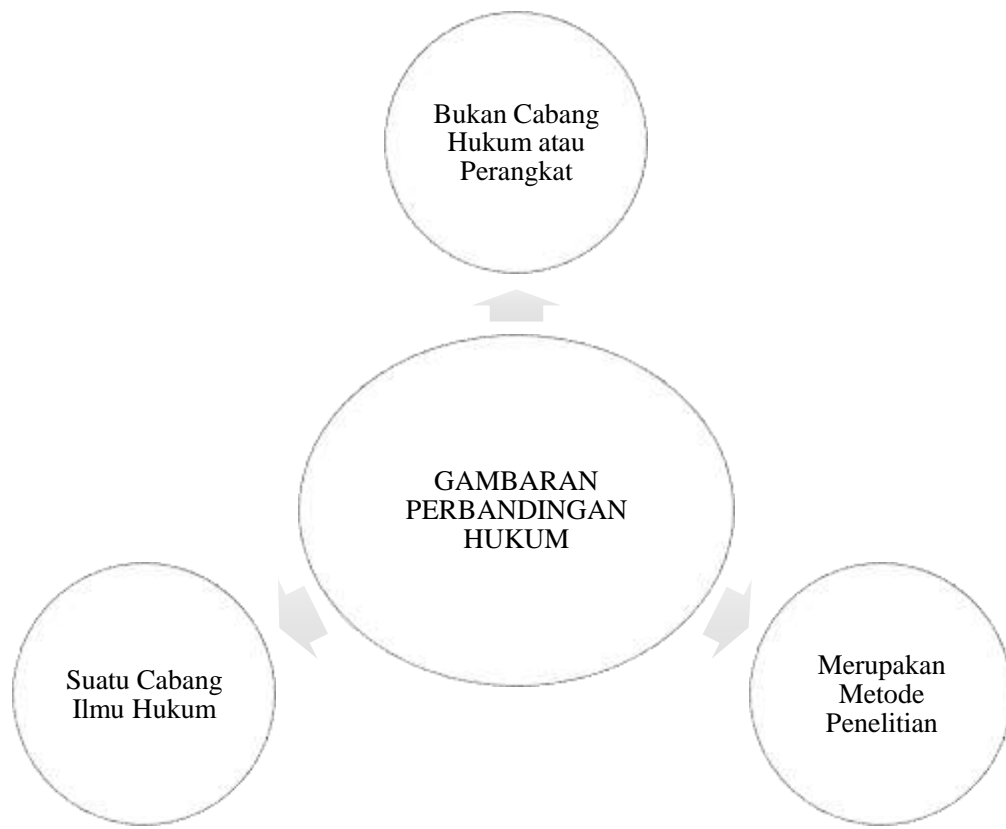 Bukan Cabang
Hukum atau
Perangkat
GAMBARAN
PERBANDINGAN
HUKUM
Suatu Cabang
Ilmu Hukum
Merupakan
Metode
Penelitian